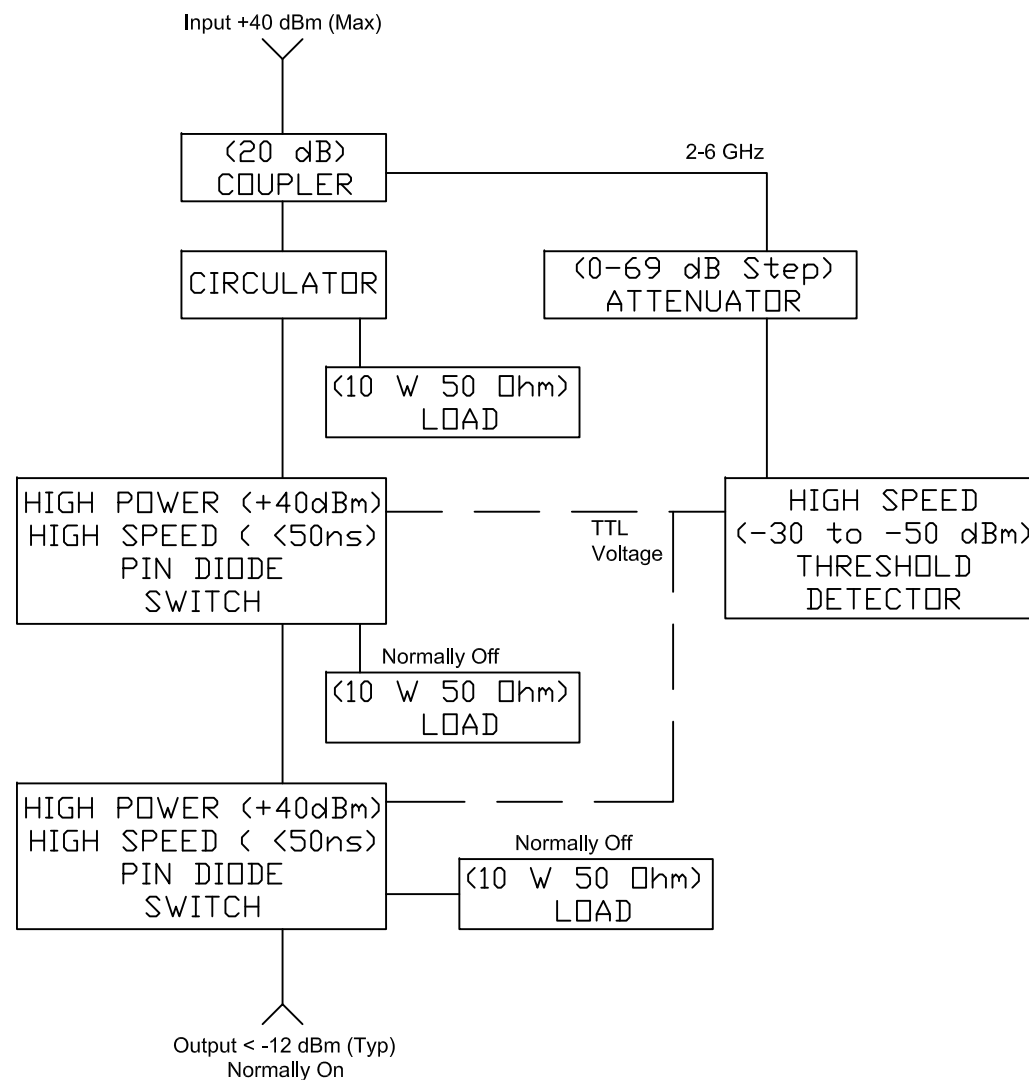 Input +40 dBm (Max)
(20 dB)
COUPLER
2-6 GHz
CIRCULATOR
(0-69 dB Step)
ATTENUATOR
(10 W 50 Ohm)
LOAD
HIGH POWER (+40dBm)
HIGH SPEED ( <50ns)
PIN DIODE
SWITCH
TTL
Voltage
HIGH SPEED
(-30 to -50 dBm)
THRESHOLD
DETECTOR
Normally Off
(10 W 50 Ohm)
LOAD
HIGH POWER (+40dBm)
HIGH SPEED ( <50ns)
PIN DIODE
SWITCH
Normally Off
(10 W 50 Ohm)
LOAD
Output < -12 dBm (Typ)
Normally On